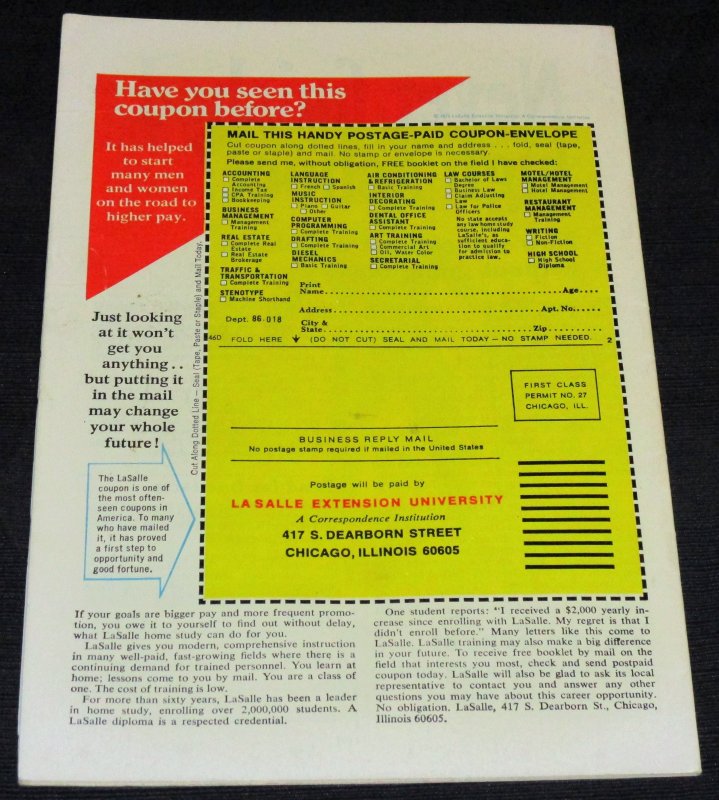 Have you seen this
coupon before?
It has helped
to start
many men
and women
on the road to
higher pay.
Just looking
at it won't
get you
anything . .
but putting it
in the mail
may change
your whole
future!
The LaSalle
coupon is one of
the most often-
seen coupons in
America. To many
who have mailed
it, it has proved
a first step to
opportunity and
good fortune.
Cut Along Dotted Line — Seal (Tape, Paste or Staple) and Mail Today.
MAIL THIS HANDY POSTAGE-PAID COUPON-ENVELOPE
Cut coupon along dotted lines, fill in your name and address . . . fold, seal (tape,
paste or staple) and mail. No stamp or envelope is necessary.
Please send me, without obligation, FREE booklet on the field I have checked:
ACCOUNTING
Complete
Accounting
Income Tax
CPA Training
Bookkeeping
BUSINESS
MANAGEMENT
Management
Training
REAL ESTATE
Complete Real
Estate
Real Estate
Brokerage
TRAFFIC &
TRANSPORTATION
Complete Training
STENOTYPE
Machine Shorthand
LANGUAGE
INSTRUCTION
French Spanish
MUSIC
INSTRUCTION
Piano Guitar
Other
COMPUTER
PROGRAMMING
Complete Training
DRAFTING
Complete Training
DIESEL
MECHANICS
Basic Training
AIR CONDITIONING
& REFRIGERATION
Basic Training
INTERIOR
DECORATING
Complete Training
DENTAL OFFICE
ASSISTANT
Complete Training
ART TRAINING
Complete Training
Commercial Art
Oil, Water Color
SECRETARIAL
Complete Training
LAW COURSES
Bachelor of Laws
Degree
Business Law
Claim Adjusting
Law
Law for Police
Officers
No state accepts
any law home study
course, including
LaSalle's, as
sufficient educa-
tion to qualify
for admission to
practice law.
MOTEL/HOTEL
MANAGEMENT
Motel Management
Hotel Management
RESTAURANT
MANAGEMENT
Management
Training
WRITING
Fiction
Non-Fiction
HIGH SCHOOL
High School
Diploma
Print
Name Age
Address Apt. No.
Dept. 86-018
City &
State Zip
46D FOLD HERE (DO NOT CUT) SEAL AND MAIL TODAY — NO STAMP NEEDED. 2
FIRST CLASS
PERMIT NO. 27
CHICAGO, ILL.
BUSINESS REPLY MAIL
No postage stamp required if mailed in the United States
Postage will be paid by
LA SALLE EXTENSION UNIVERSITY
A Correspondence Institution
417 S. DEARBORN STREET
CHICAGO, ILLINOIS 60605
If your goals are bigger pay and more frequent promo-
tion, you owe it to yourself to find out without delay,
what LaSalle home study can do for you.
LaSalle gives you modern, comprehensive instruction
in many well-paid, fast-growing fields where there is a
continuing demand for trained personnel. You learn at
home; lessons come to you by mail. You are a class of
one. The cost of training is low.
For more than sixty years, LaSalle has been a leader
in home study, enrolling over 2,000,000 students. A
LaSalle diploma is a respected credential.
One student reports: "I received a $2,000 yearly in-
crease since enrolling with LaSalle. My regret is that I
didn't enroll before." Many letters like this come to
LaSalle. LaSalle training may also make a big difference
in your future. To receive free booklet by mail on the
field that interests you most, check and send postpaid
coupon today. LaSalle will also be glad to ask its local
representative to contact you and answer any other
questions you may have about this career opportunity.
No obligation. LaSalle, 417 S. Dearborn St., Chicago,
Illinois 60605.